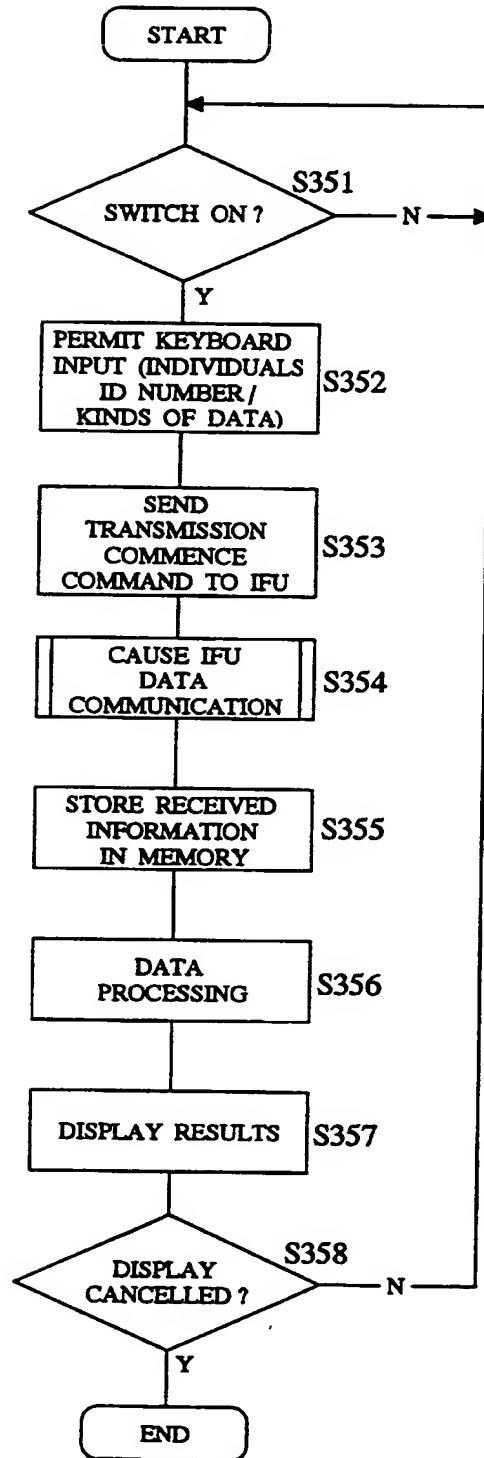 START
S351
SWITCH ON ?
N
Y
PERMIT KEYBOARD
INPUT (INDIVIDUALS
ID NUMBER /
KINDS OF DATA)
S352
SEND
TRANSMISSION
COMMENCE
COMMAND TO IFU
S353
CAUSE IFU
DATA
COMMUNICATION
S354
STORE RECEIVED
INFORMATION
IN MEMORY
S355
DATA
PROCESSING
S356
DISPLAY RESULTS
S357
S358
DISPLAY
CANCELLED ?
N
Y
END